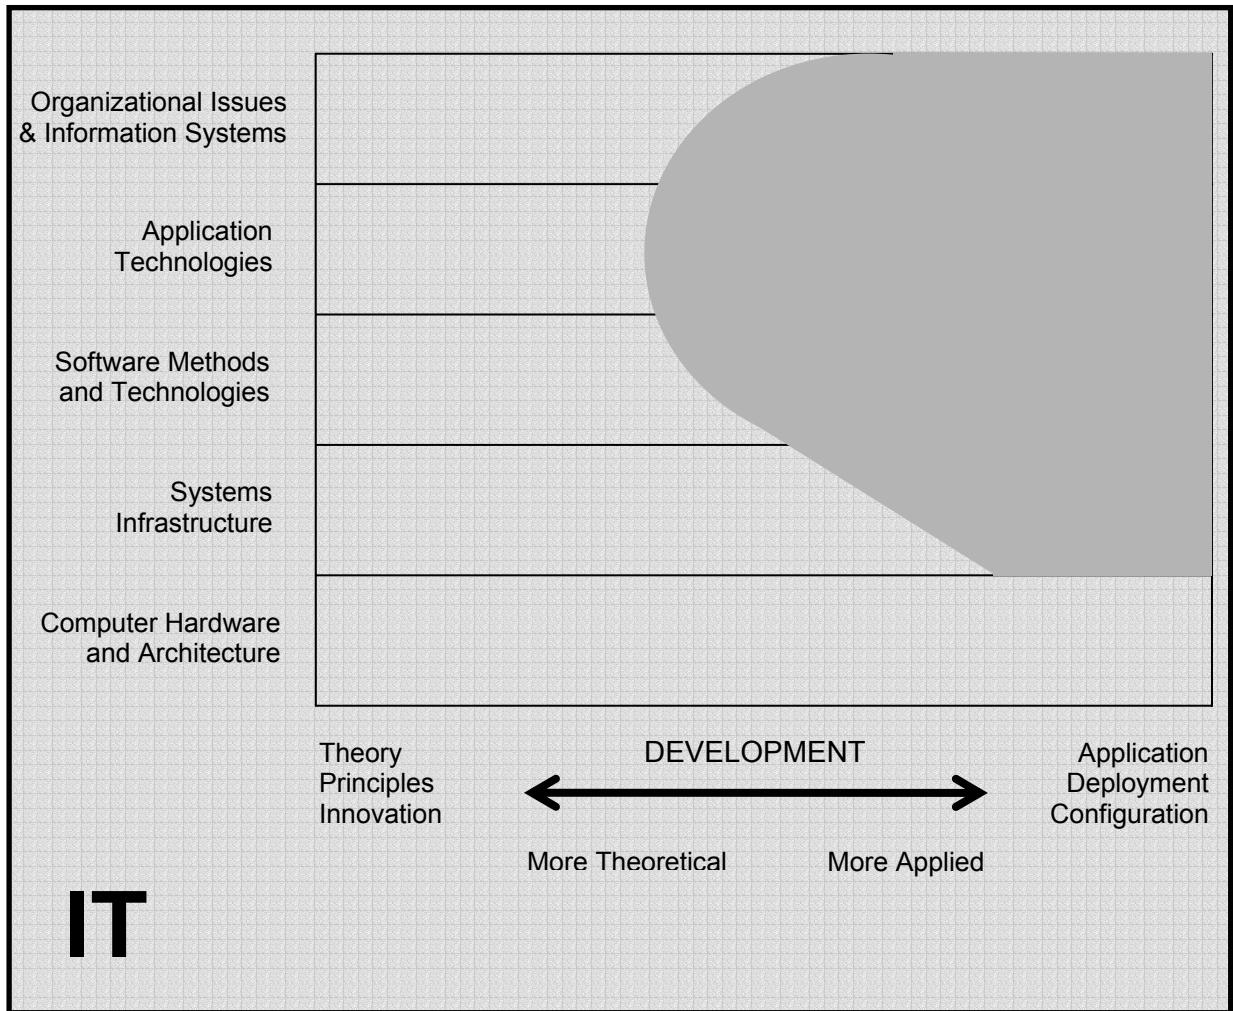 Organizational Issues
& Information Systems
Application
Technologies
Software Methods
and Technologies
Systems
Infrastructure
Computer Hardware
and Architecture
Theory
Principles
Innovation
DEVELOPMENT
Application
Deployment
Configuration
More Theoretical
More Applied
IT